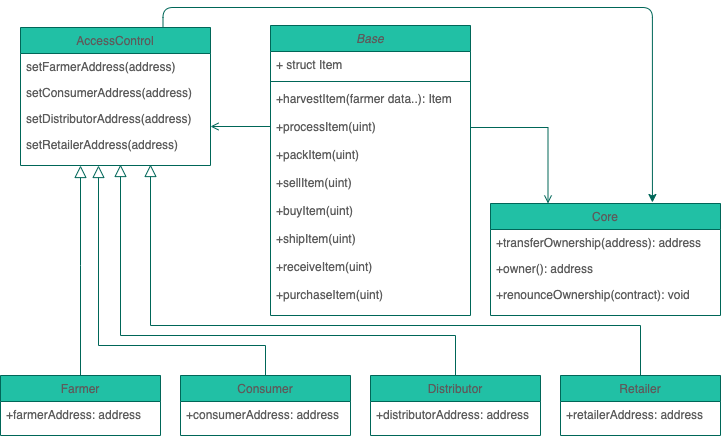 AccessControl
setFarmerAddress(address)
setConsumerAddress(address)
setDistributorAddress(address)
setRetailerAddress(address)
Base
+ struct Item
+harvestItem(farmer data..): Item
+processItem(uint)
+packItem(uint)
+sellItem(uint)
+buyItem(uint)
+shipItem(uint)
+receiveItem(uint)
+purchaseItem(uint)
Core
+transferOwnership(address): address
+owner(): address
+renounceOwnership(contract): void
Farmer
+farmerAddress: address
Consumer
+consumerAddress: address
Distributor
+distributorAddress: address
Retailer
+retailerAddress: address